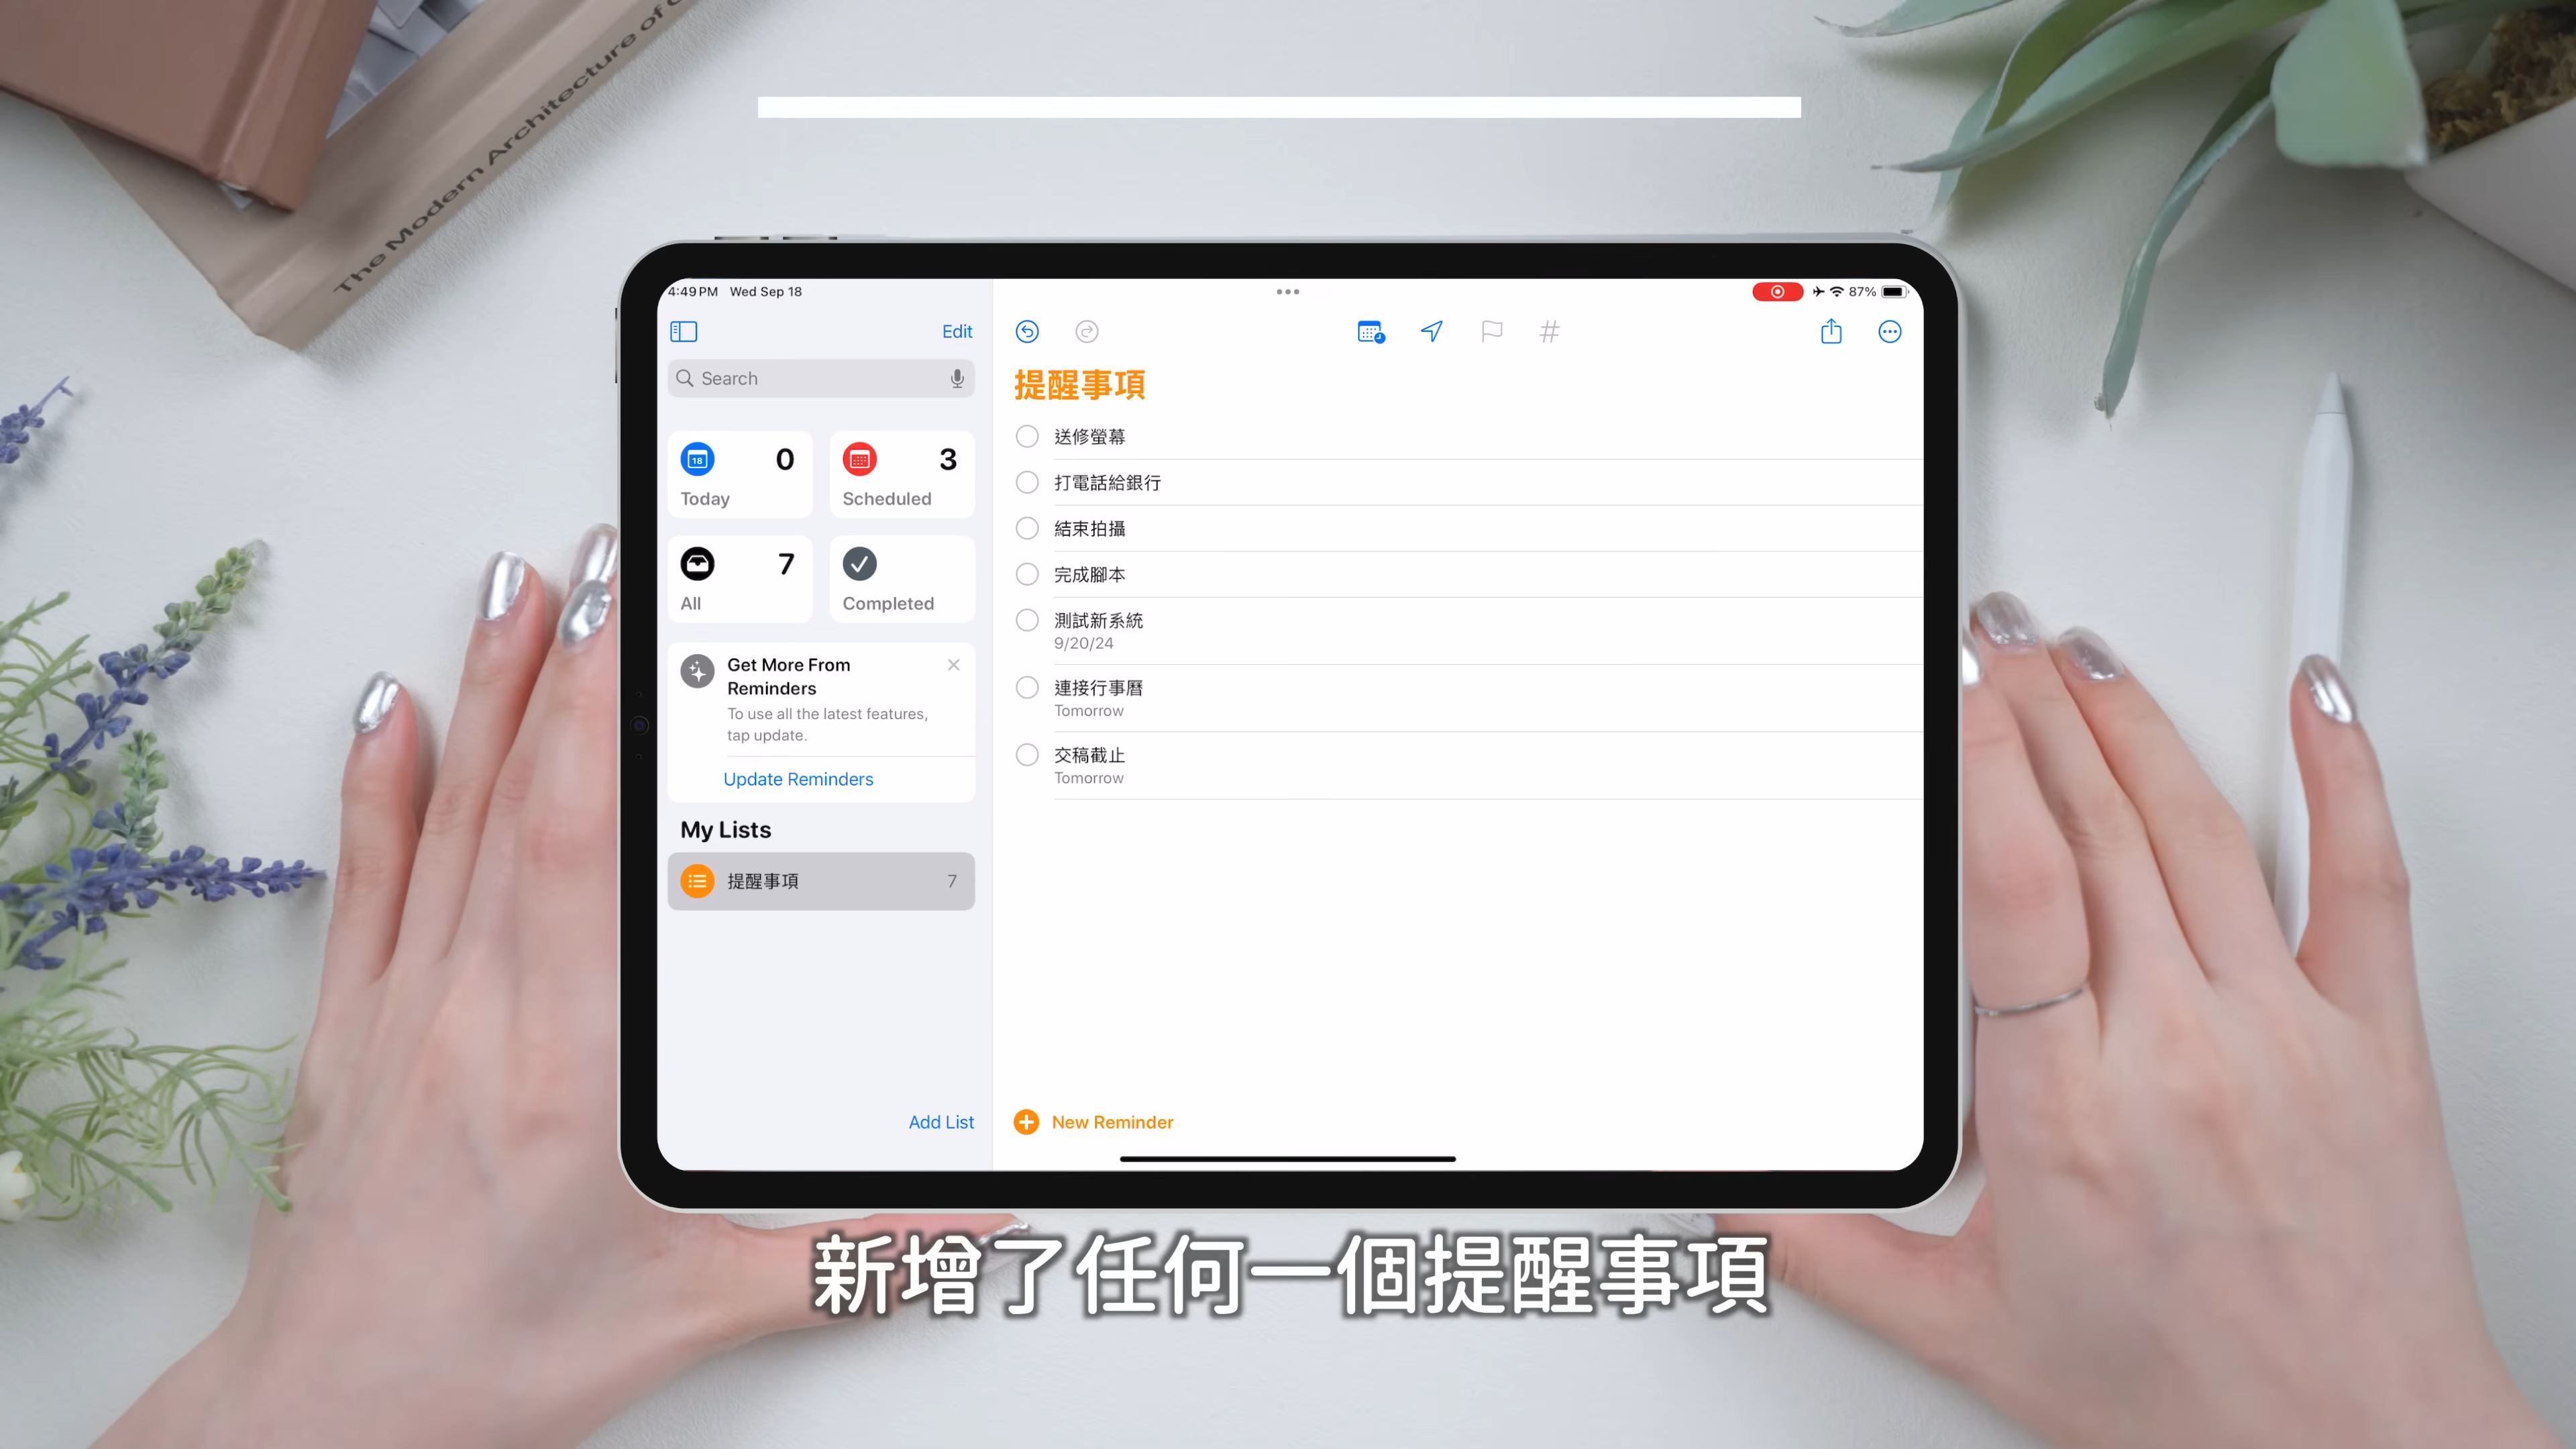 The Modern Architecture of
4:49 PM Wed Sep 18
87%
Edit
Search
18
0
Today
3
Scheduled
7
All
Completed
Get More From
Reminders
To use all the latest features,
tap update.
Update Reminders
My Lists
提醒事項 7
Add List
提醒事項
送修螢幕
打電話給銀行
結束拍攝
完成腳本
測試新系統
9/20/24
連接行事曆
Tomorrow
交稿截止
Tomorrow
New Reminder
新增了任何一個提醒事項